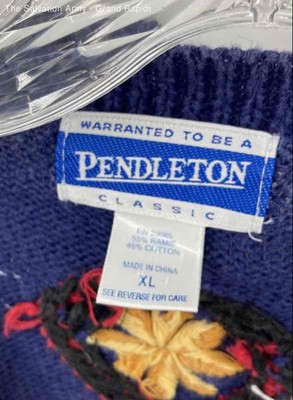 The Salvation Army - Grand Rapids
WARRANTED TO BE A
PENDLETON
CLASSIC
55% RAMIE
45% COTTON
MADE IN CHINA
XL
SEE REVERSE FOR CARE